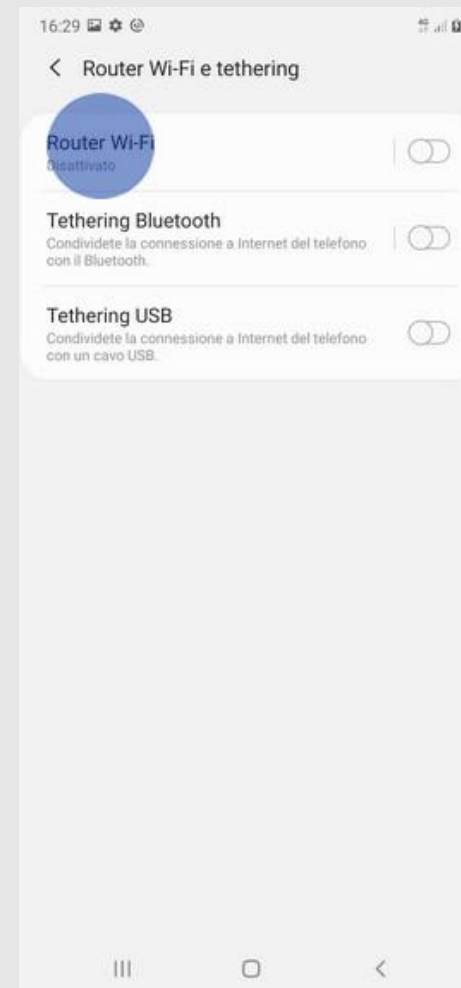 16:29
Router Wi-Fi e tethering
Router Wi-Fi
Disattivato
Tethering Bluetooth
Condividete la connessione a Internet del telefono
con il Bluetooth.
Tethering USB
Condividete la connessione a Internet del telefono
con un cavo USB.